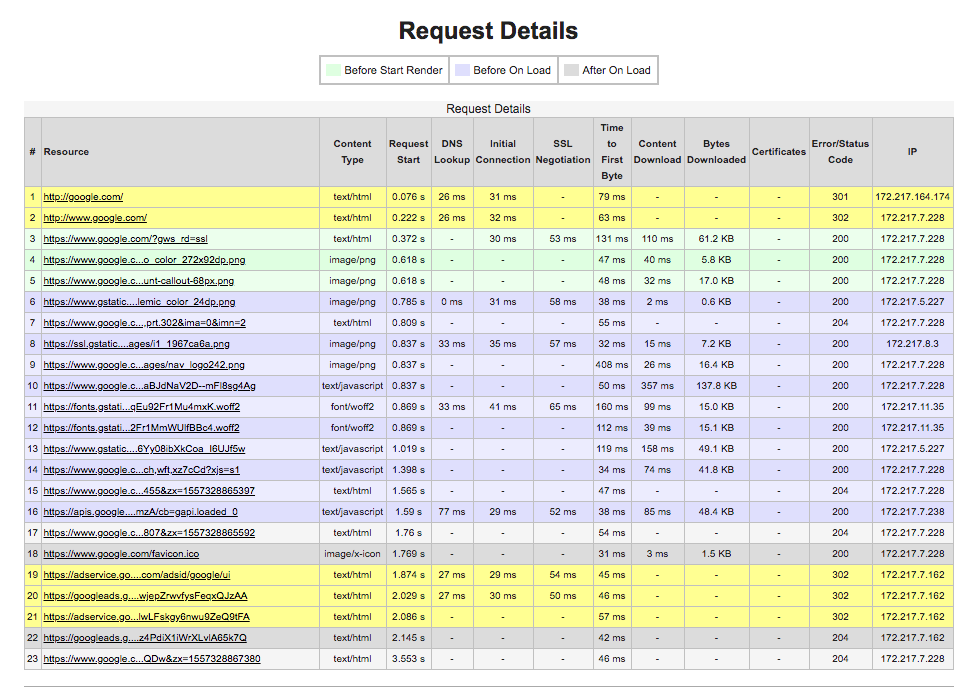 Request Details
Before Start Render Before On Load After On Load
Request Details
# Resource Content Type Request Start DNS Lookup Initial Connection SSL Negotiation Time to First Byte Content Download Bytes Downloaded Certificates Error/Status Code IP
1 http://google.com/ text/html 0.076 s 26 ms 31 ms - 79 ms - - - 301 172.217.164.174
2 http://www.google.com/ text/html 0.222 s 26 ms 32 ms - 63 ms - - - 302 172.217.7.228
3 https://www.google.com/?gws_rd=ssl text/html 0.372 s - 30 ms 53 ms 131 ms 110 ms 61.2 KB - 200 172.217.7.228
4 https://www.google.c...o_color_272x92dp.png image/png 0.618 s - - - 47 ms 40 ms 5.8 KB - 200 172.217.7.228
5 https://www.google.c...unt-callout-68px.png image/png 0.618 s - - - 48 ms 32 ms 17.0 KB - 200 172.217.7.228
6 https://www.gstatic....lemic_color_24dp.png image/png 0.785 s 0 ms 31 ms 58 ms 38 ms 2 ms 0.6 KB - 200 172.217.5.227
7 https://www.google.c...,prt.302&ima=0&imn=2 text/html 0.809 s - - - 55 ms - - - 204 172.217.7.228
8 https://ssl.gstatic....ages/i1_1967ca6a.png image/png 0.837 s 33 ms 35 ms 57 ms 32 ms 15 ms 7.2 KB - 200 172.217.8.3
9 https://www.google.c...ages/nav_logo242.png image/png 0.837 s - - - 408 ms 26 ms 16.4 KB - 200 172.217.7.228
10 https://www.google.c...aBJdNaV2D--mFl8sg4Ag text/javascript 0.837 s - - - 50 ms 357 ms 137.8 KB - 200 172.217.7.228
11 https://fonts.gstati...qEu92Fr1Mu4mxK.woff2 font/woff2 0.869 s 33 ms 41 ms 65 ms 160 ms 99 ms 15.0 KB - 200 172.217.11.35
12 https://fonts.gstati...2Fr1MmWUlfBBc4.woff2 font/woff2 0.869 s - - - 112 ms 39 ms 15.1 KB - 200 172.217.11.35
13 https://www.gstatic....6Yy08ibXkCoa_I6UJf5w text/javascript 1.019 s - - - 119 ms 158 ms 49.1 KB - 200 172.217.5.227
14 https://www.google.c...ch,wft,xz7cCd?xjs=s1 text/javascript 1.398 s - - - 34 ms 74 ms 41.8 KB - 200 172.217.7.228
15 https://www.google.c...455&zx=1557328865397 text/html 1.565 s - - - 47 ms - - - 204 172.217.7.228
16 https://apis.google....mzA/cb=gapi.loaded_0 text/javascript 1.59 s 77 ms 29 ms 52 ms 38 ms 85 ms 48.4 KB - 200 172.217.7.238
17 https://www.google.c...807&zx=1557328865592 text/html 1.76 s - - - 54 ms - - - 204 172.217.7.228
18 https://www.google.com/favicon.ico image/x-icon 1.769 s - - - 31 ms 3 ms 1.5 KB - 200 172.217.7.228
19 https://adservice.go....com/adsid/google/ui text/html 1.874 s 27 ms 29 ms 54 ms 45 ms - - - 302 172.217.7.162
20 https://googleads.g....wjepZrwvfysFeqxQJzAA text/html 2.029 s 27 ms 30 ms 50 ms 46 ms - - - 302 172.217.7.162
21 https://adservice.go...lwLFskgy6nwu9ZeQ9tFA text/html 2.086 s - - - 57 ms - - - 302 172.217.7.162
22 https://googleads.g....z4PdiX1iWrXLvlA65k7Q text/html 2.145 s - - - 42 ms - - - 204 172.217.7.162
23 https://www.google.c...QDw&zx=1557328867380 text/html 3.553 s - - - 46 ms - - - 204 172.217.7.228